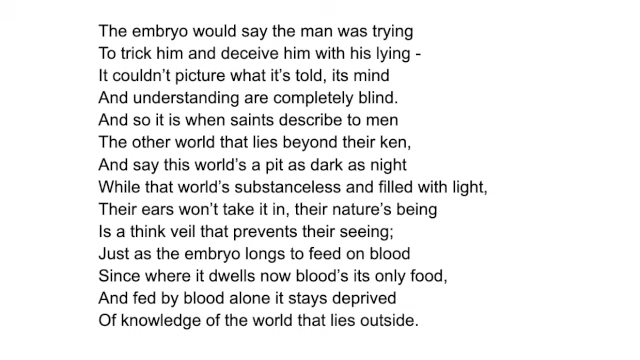 The embryo would say the man was trying
To trick him and deceive him with his lying -
It couldn’t picture what it’s told, its mind
And understanding are completely blind.
And so it is when saints describe to men
The other world that lies beyond their ken,
And say this world’s a pit as dark as night
While that world’s substanceless and filled with light,
Their ears won’t take it in, their nature’s being
Is a think veil that prevents their seeing;
Just as the embryo longs to feed on blood
Since where it dwells now blood’s its only food,
And fed by blood alone it stays deprived
Of knowledge of the world that lies outside.